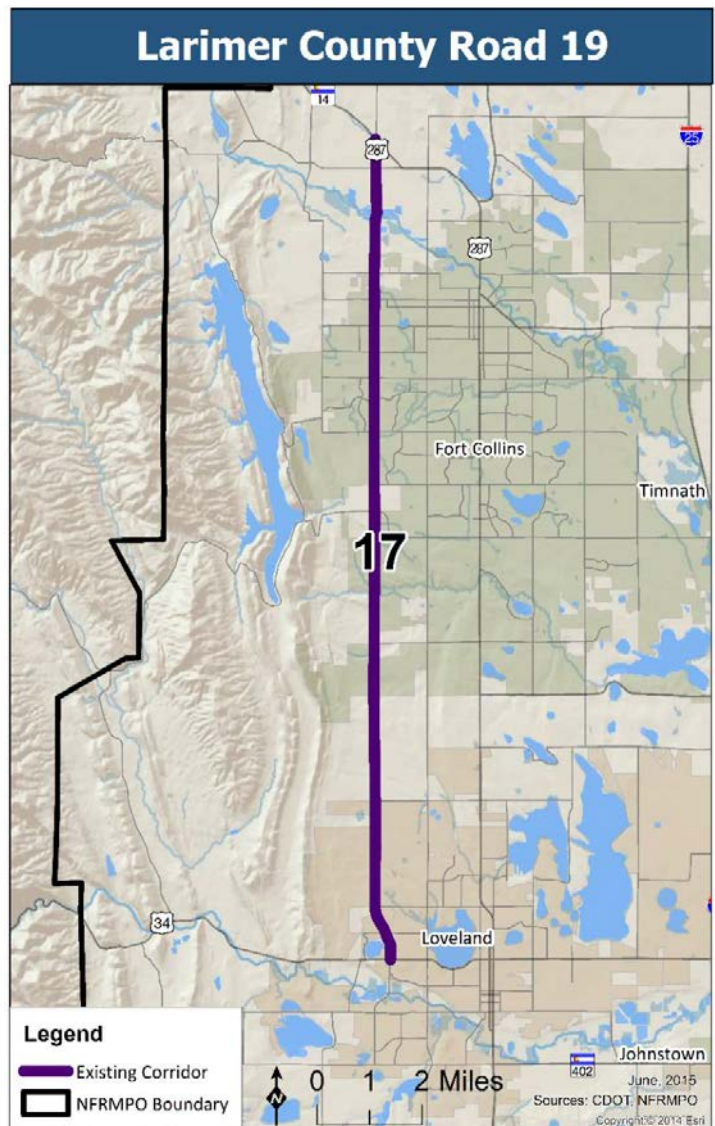 Larimer County Road 19
14
287
25
287
Fort Collins
Timnath
17
34
Loveland
Legend
Existing Corridor
NFRMPO Boundary
0 1 2 Miles
Johnstown
402
June, 2015
Sources: CDOT, NFRMPO
Copyright:© 2014 Esri
N